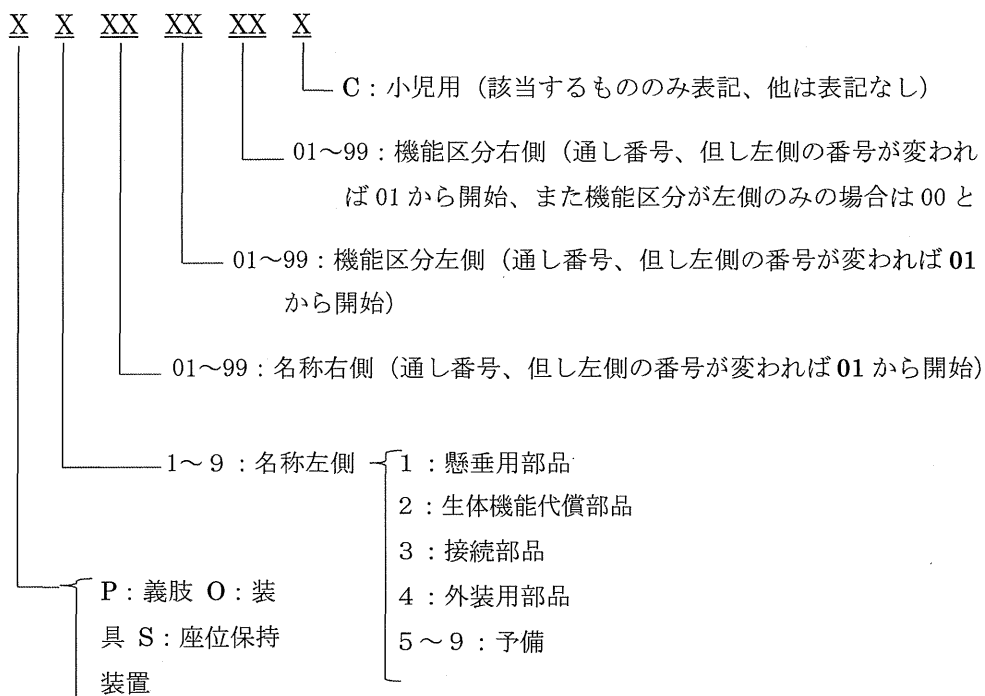 X X XX XX XX X
C：小児用（該当するもののみ表記、他は表記なし）
01～99：機能区分右側（通し番号、但し左側の番号が変われ
ば01から開始、また機能区分が左側のみの場合は00と
01～99：機能区分左側（通し番号、但し左側の番号が変われば01
から開始）
01～99：名称右側（通し番号、但し左側の番号が変われば01から開始）
1～9：名称左側
1：懸垂用部品
2：生体機能代償部品
3：接続部品
4：外装用部品
5～9：予備
P：義肢 O：装
具 S：座位保持
装置